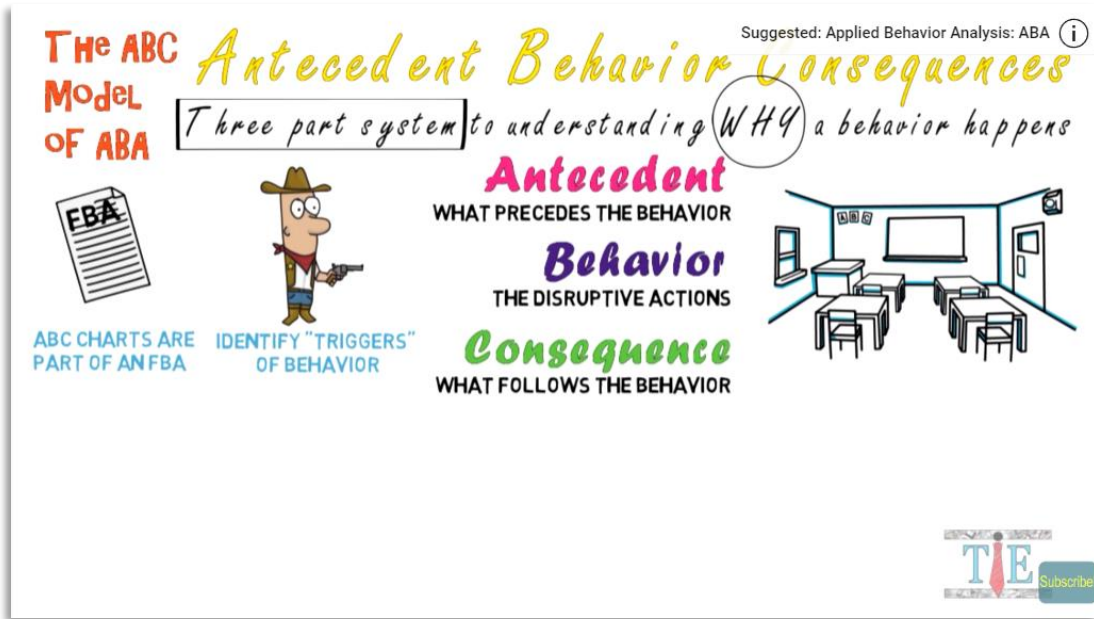 Suggested: Applied Behavior Analysis: ABA i
THE ABC
MODEL
OF ABA
Antecedent Behavior Consequences
Three part system to understanding WHY a behavior happens
FBA
ABC CHARTS ARE
PART OF AN FBA
IDENTIFY "TRIGGERS"
OF BEHAVIOR
Antecedent
WHAT PRECEDES THE BEHAVIOR
Behavior
THE DISRUPTIVE ACTIONS
Consequence
WHAT FOLLOWS THE BEHAVIOR
A B C
TIE
Subscribe